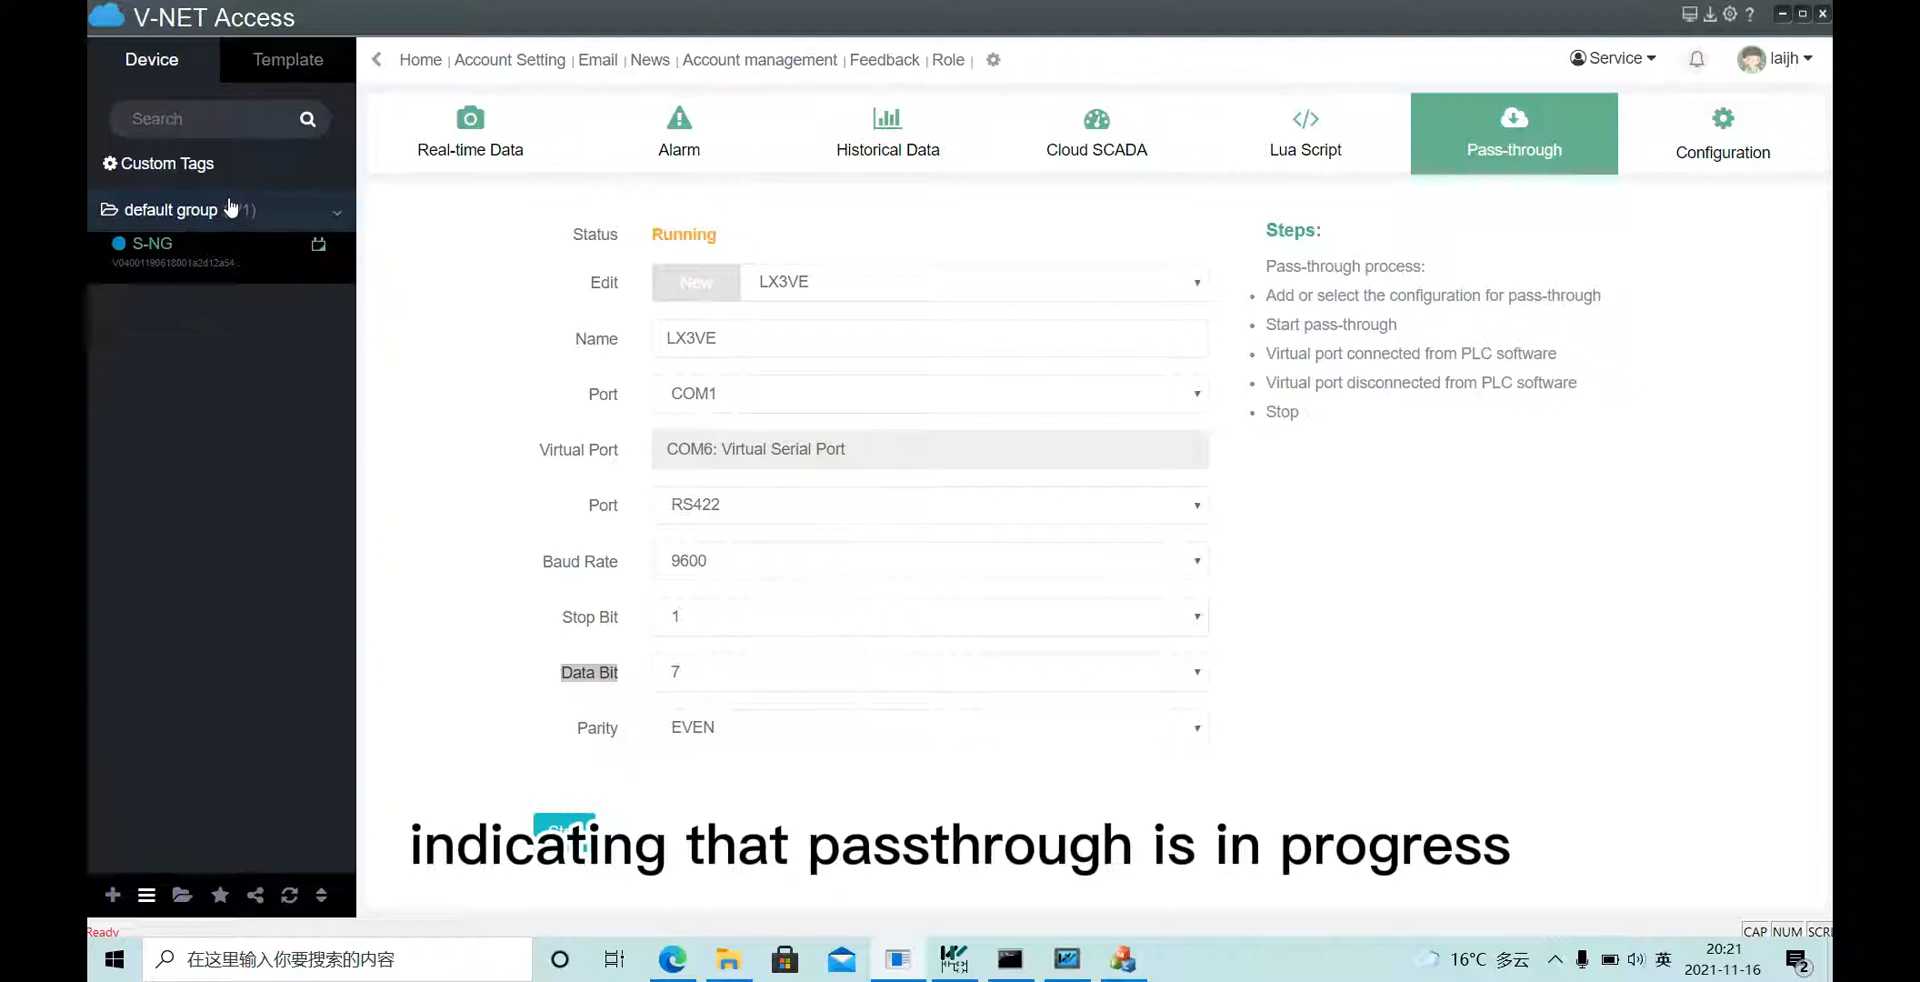 V-NET Access
Device
Template
Home | Account Setting | Email | News | Account management | Feedback | Role |
Service
laijh
Search
Custom Tags
default group
S-NG
V04001190618001a2d12a54...
Real-time Data
Alarm
Historical Data
Cloud SCADA
Lua Script
Pass-through
Configuration
Status Running
Edit New LX3VE
Name LX3VE
Port COM1
Virtual Port COM6: Virtual Serial Port
Port RS422
Baud Rate 9600
Stop Bit 1
Data Bit 7
Parity EVEN
Steps:
Pass-through process:
• Add or select the configuration for pass-through
• Start pass-through
• Virtual port connected from PLC software
• Virtual port disconnected from PLC software
• Stop
indicating that passthrough is in progress
Ready
CAP NUM SCRL
在这里输入你要搜索的内容
16°C 多云
英
20:21
2021-11-16
2